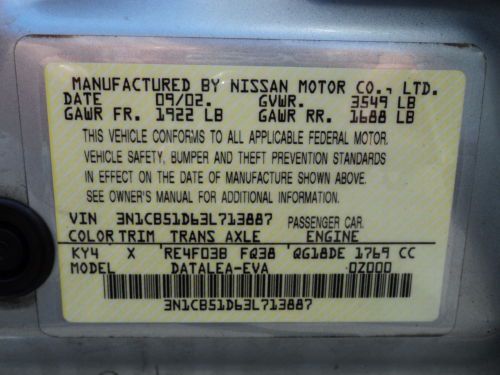 MANUFACTURED BY NISSAN MOTOR CO., LTD.
DATE 09/02. GVWR. 3549 LB
GAWR FR. 1922 LB GAWR RR. 1688 LB
THIS VEHICLE CONFORMS TO ALL APPLICABLE FEDERAL MOTOR
VEHICLE SAFETY, BUMPER AND THEFT PREVENTION STANDARDS
IN EFFECT ON THE DATE OF MANUFACTURE SHOWN ABOVE.
SEE OWNER'S MANUAL FOR ADDITIONAL INFORMATION.
VIN 3N1CB51D63L713887 PASSENGER CAR.
COLOR TRIM TRANS AXLE ENGINE
KY4 X RE4F03B FQ38 QG18DE 1769 CC
MODEL DATALEA-EVA 0Z000
3N1CB51D63L713887